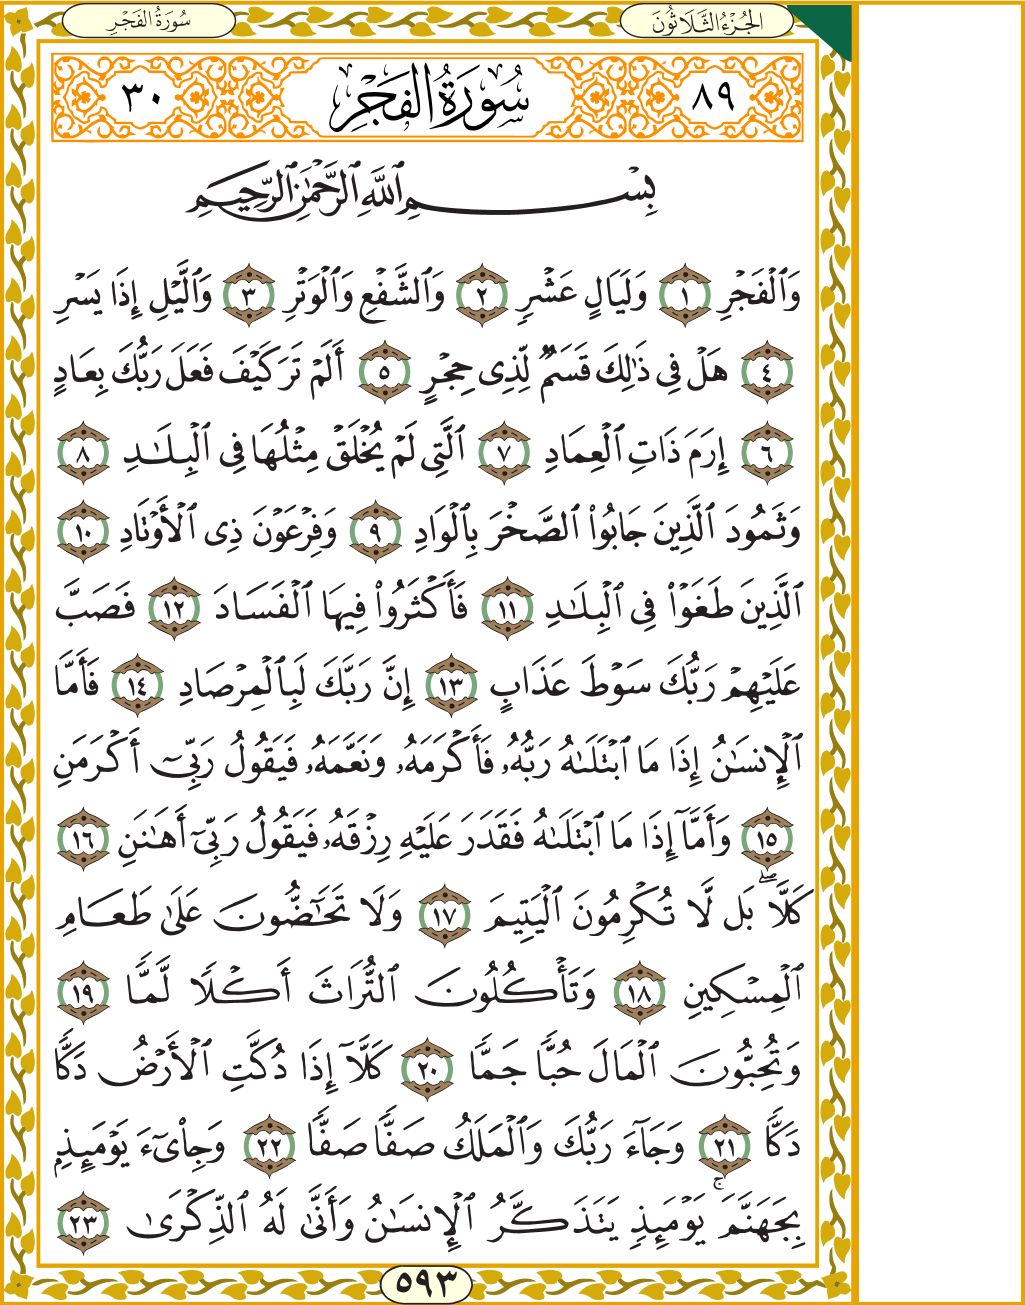 سُورَةُ الفَجْرِ
الجُزْءُ الثَّلَاثُونَ
٨٩
سُورَةُ الفَجْرِ
٣٠
بِسْمِ ٱللَّهِ ٱلرَّحْمَٰنِ ٱلرَّحِيمِ
وَٱلْفَجْرِ ١ وَلَيَالٍ عَشْرٍ ٢ وَٱلشَّفْعِ وَٱلْوَتْرِ ٣ وَٱلَّيْلِ إِذَا يَسْرِ
٤ هَلْ فِى ذَٰلِكَ قَسَمٌ لِّذِى حِجْرٍ ٥ أَلَمْ تَرَ كَيْفَ فَعَلَ رَبُّكَ بِعَادٍ
٦ إِرَمَ ذَاتِ ٱلْعِمَادِ ٧ ٱلَّتِى لَمْ يُخْلَقْ مِثْلُهَا فِى ٱلْبِلَٰدِ ٨
وَثَمُودَ ٱلَّذِينَ جَابُوا۟ ٱلصَّخْرَ بِٱلْوَادِ ٩ وَفِرْعَوْنَ ذِى ٱلْأَوْتَادِ ١٠
ٱلَّذِينَ طَغَوْا۟ فِى ٱلْبِلَٰدِ ١١ فَأَكْثَرُوا۟ فِيهَا ٱلْفَسَادَ ١٢ فَصَبَّ
عَلَيْهِمْ رَبُّكَ سَوْطَ عَذَابٍ ١٣ إِنَّ رَبَّكَ لَبِٱلْمِرْصَادِ ١٤ فَأَمَّا
ٱلْإِنسَٰنُ إِذَا مَا ٱبْتَلَىٰهُ رَبُّهُۥ فَأَكْرَمَهُۥ وَنَعَّمَهُۥ فَيَقُولُ رَبِّىٓ أَكْرَمَنِ
١٥ وَأَمَّآ إِذَا مَا ٱبْتَلَىٰهُ فَقَدَرَ عَلَيْهِ رِزْقَهُۥ فَيَقُولُ رَبِّىٓ أَهَٰنَنِ ١٦
كَلَّا ۖ بَل لَّا تُكْرِمُونَ ٱلْيَتِيمَ ١٧ وَلَا تَحَٰٓضُّونَ عَلَىٰ طَعَامِ
ٱلْمِسْكِينِ ١٨ وَتَأْكُلُونَ ٱلتُّرَاثَ أَكْلًا لَّمًّا ١٩
وَتُحِبُّونَ ٱلْمَالَ حُبًّا جَمًّا ٢٠ كَلَّآ إِذَا دُكَّتِ ٱلْأَرْضُ دَكًّا
دَكًّا ٢١ وَجَآءَ رَبُّكَ وَٱلْمَلَكُ صَفًّا صَفًّا ٢٢ وَجِا۟ىٓءَ يَوْمَئِذٍۭ
بِجَهَنَّمَ ۚ يَوْمَئِذٍ يَتَذَكَّرُ ٱلْإِنسَٰنُ وَأَنَّىٰ لَهُ ٱلذِّكْرَىٰ ٢٣
٥٩٣